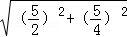 √((5/2)² + (5/4)²)